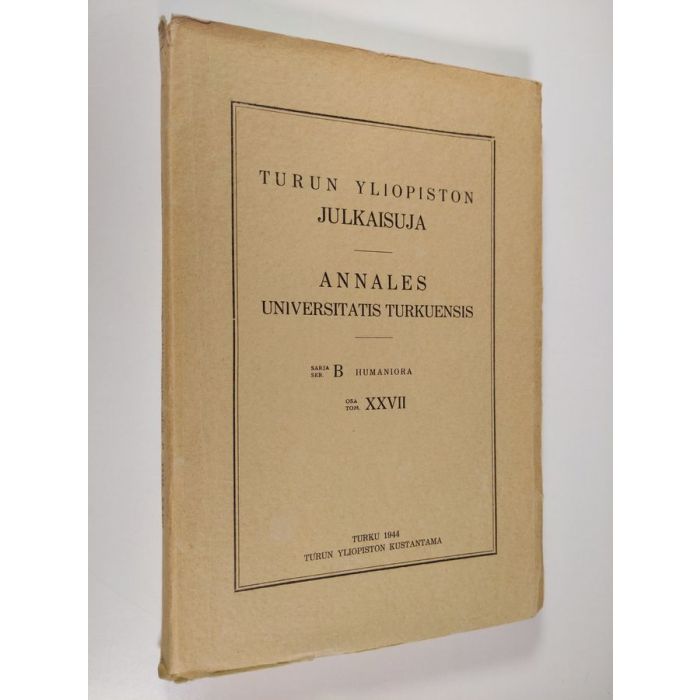 TURUN YLIOPISTON
JULKAISUJA
ANNALES
UNIVERSITATIS TURKUENSIS
SARJA
SER. B HUMANIORA
OSA
TOM. XXVII
TURKU 1944
TURUN YLIOPISTON KUSTANTAMA